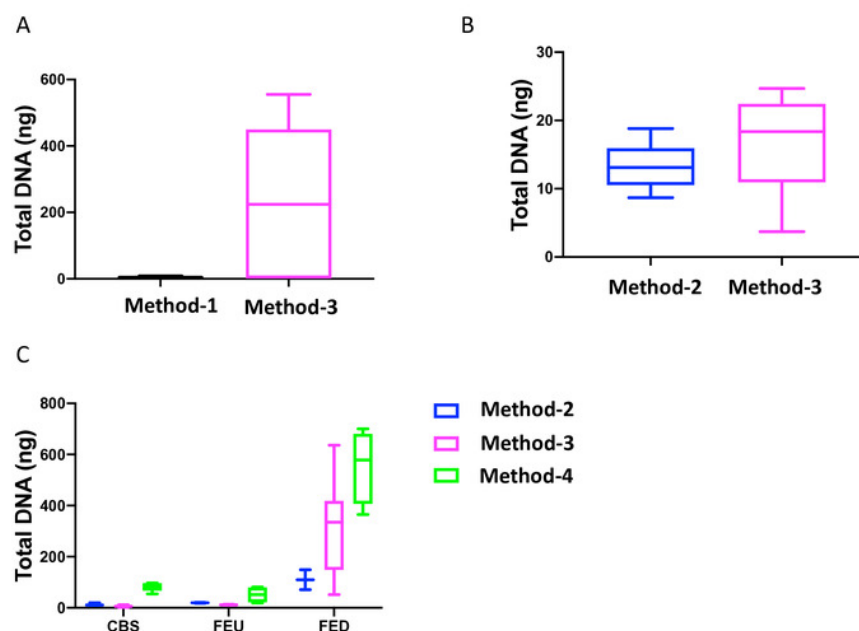 A
Total DNA (ng)
600
400
200
0
Method-1
Method-3
B
Total DNA (ng)
30
20
10
0
Method-2
Method-3
C
Total DNA (ng)
800
600
400
200
0
CBS
FEU
FED
Method-2
Method-3
Method-4